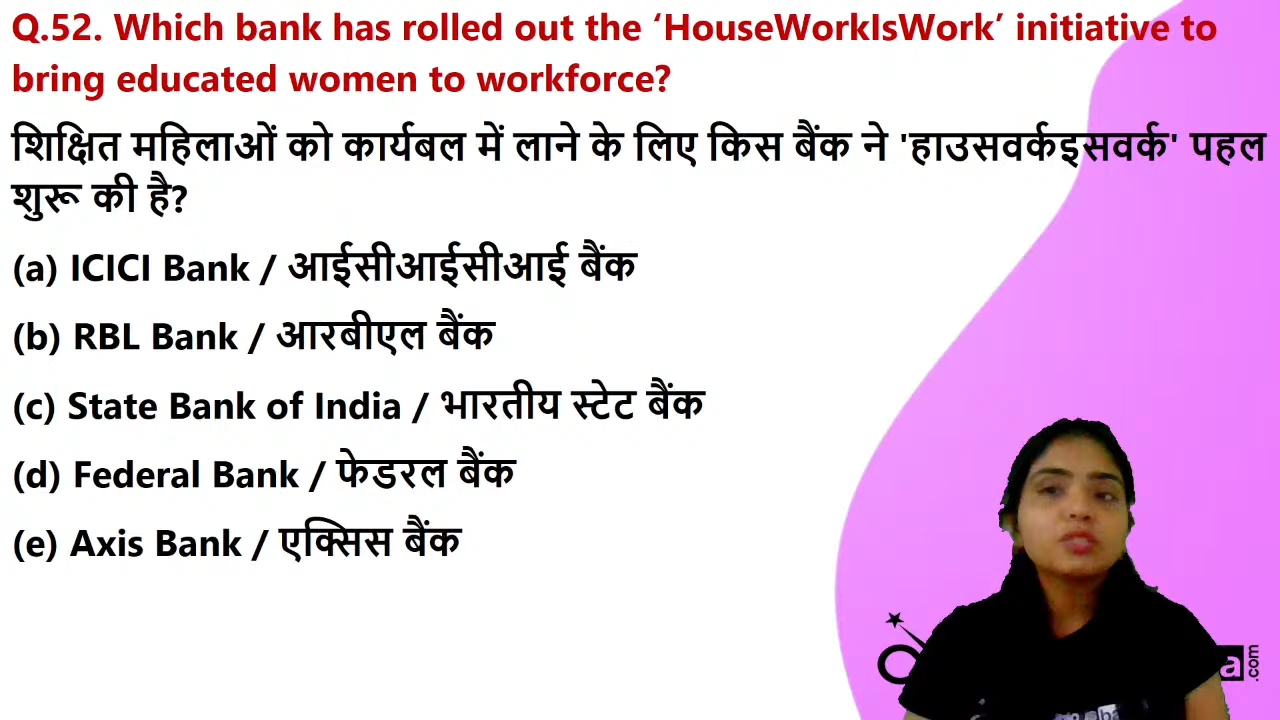 Q.52. Which bank has rolled out the ‘HouseWorkIsWork’ initiative to
bring educated women to workforce?
शिक्षित महिलाओं को कार्यबल में लाने के लिए किस बैंक ने 'हाउसवर्कइसवर्क' पहल
शुरू की है?
(a) ICICI Bank / आईसीआईसीआई बैंक
(b) RBL Bank / आरबीएल बैंक
(c) State Bank of India / भारतीय स्टेट बैंक
(d) Federal Bank / फेडरल बैंक
(e) Axis Bank / एक्सिस बैंक
.com